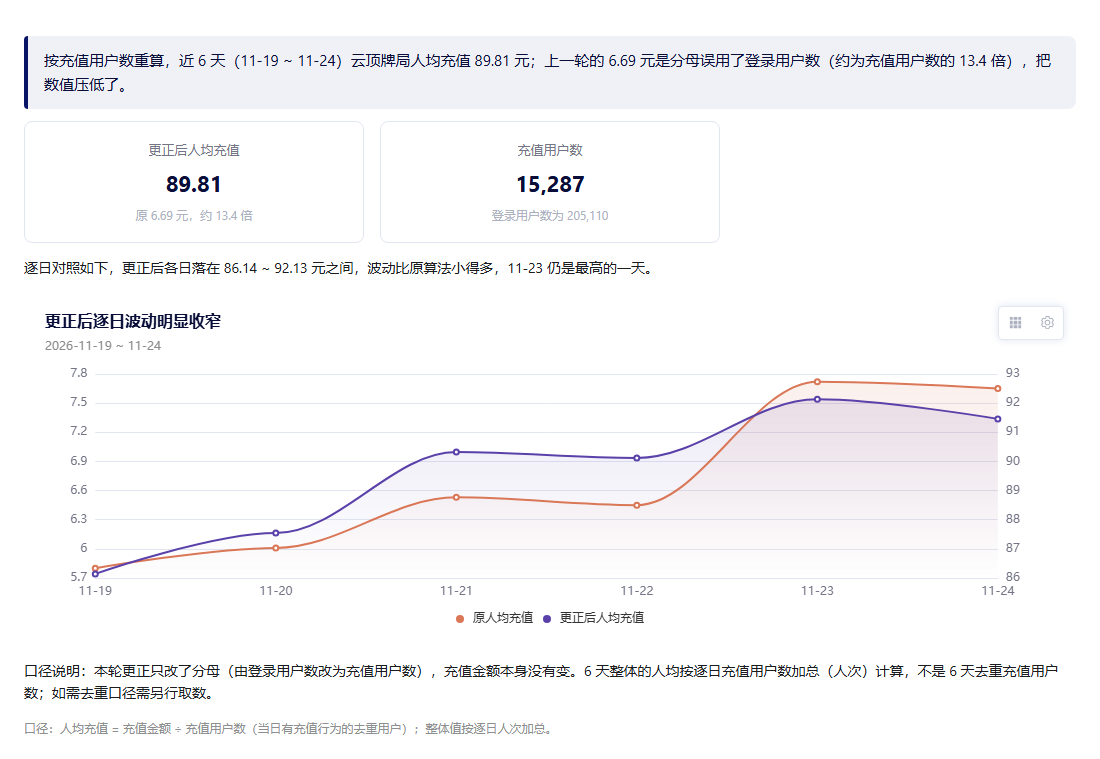 按充值用户数重算，近 6 天（11-19 ~ 11-24）云顶牌局人均充值 89.81 元；上一轮的 6.69 元是分母误用了登录用户数（约为充值用户数的 13.4 倍），把
数值压低了。
更正后人均充值
89.81
原 6.69 元，约 13.4 倍
充值用户数
15,287
登录用户数为 205,110
逐日对照如下，更正后各日落在 86.14 ~ 92.13 元之间，波动比原算法小得多，11-23 仍是最高的一天。
更正后逐日波动明显收窄
2026-11-19 ~ 11-24
7.8
7.5
7.2
6.9
6.6
6.3
6
5.7
93
92
91
90
89
88
87
86
11-19
11-20
11-21
11-22
11-23
11-24
原人均充值
更正后人均充值
口径说明：本轮更正只改了分母（由登录用户数改为充值用户数），充值金额本身没有变。6 天整体的人均按逐日充值用户数加总（人次）计算，不是 6 天去重充值用户
数；如需去重口径需另行取数。
口径：人均充值 = 充值金额 ÷ 充值用户数（当日有充值行为的去重用户）；整体值按逐日人次加总。